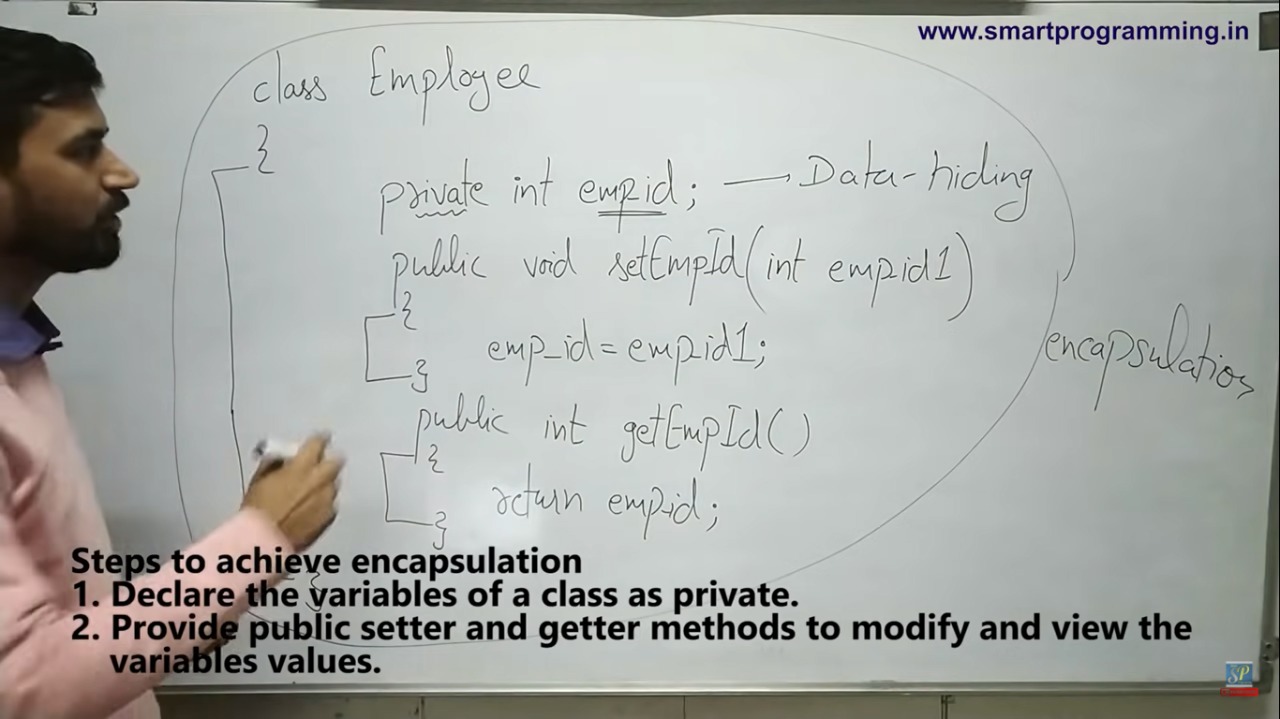 www.smartprogramming.in
class Employee
{
private int empid; — Data-hiding
public void setEmpId(int empid1)
{
emp_id = empid1;
}
encapsulation
public int getEmpId()
{
return empid;
}
}
Steps to achieve encapsulation
1. Declare the variables of a class as private.
2. Provide public setter and getter methods to modify and view the
variables values.
SP